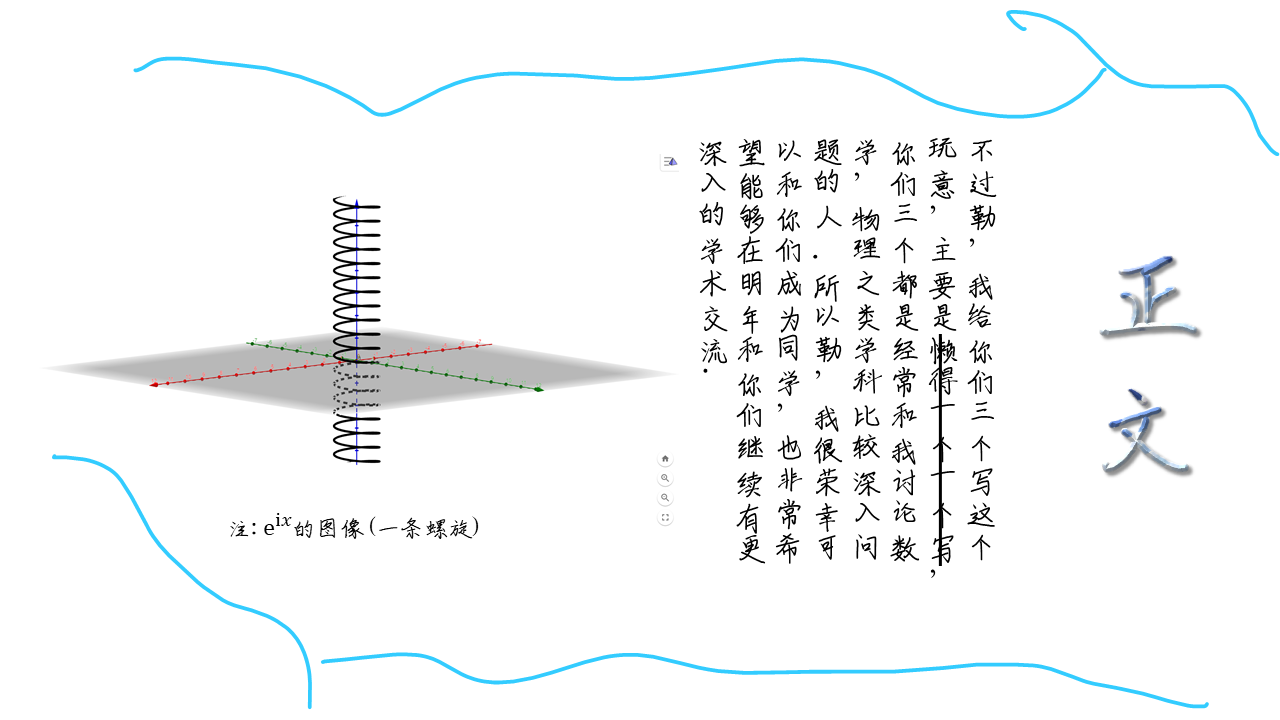 正文
不过勒，我给你们三个写这个
玩意，主要是懒得一个一个写，
你们三个都是经常和我讨论数
学，物理之类学科比较深入问
题的人．所以勒，我很荣幸可
以和你们成为同学，也非常希
望能够在明年和你们继续有更
深入的学术交流．
注：e^{ix}的图像（一条螺旋）